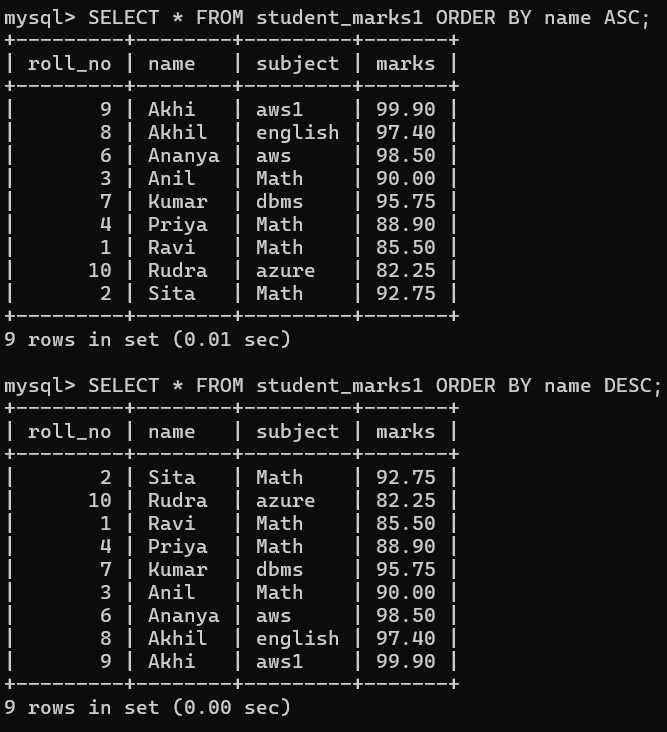 mysql> SELECT * FROM student_marks1 ORDER BY name ASC;
+---------+--------+---------+-------+
| roll_no | name   | subject | marks |
+---------+--------+---------+-------+
|       9 | Akhi   | aws1    | 99.90 |
|       8 | Akhil  | english | 97.40 |
|       6 | Ananya | aws     | 98.50 |
|       3 | Anil   | Math    | 90.00 |
|       7 | Kumar  | dbms    | 95.75 |
|       4 | Priya  | Math    | 88.90 |
|       1 | Ravi   | Math    | 85.50 |
|      10 | Rudra  | azure   | 82.25 |
|       2 | Sita   | Math    | 92.75 |
+---------+--------+---------+-------+
9 rows in set (0.01 sec)

mysql> SELECT * FROM student_marks1 ORDER BY name DESC;
+---------+--------+---------+-------+
| roll_no | name   | subject | marks |
+---------+--------+---------+-------+
|       2 | Sita   | Math    | 92.75 |
|      10 | Rudra  | azure   | 82.25 |
|       1 | Ravi   | Math    | 85.50 |
|       4 | Priya  | Math    | 88.90 |
|       7 | Kumar  | dbms    | 95.75 |
|       3 | Anil   | Math    | 90.00 |
|       6 | Ananya | aws     | 98.50 |
|       8 | Akhil  | english | 97.40 |
|       9 | Akhi   | aws1    | 99.90 |
+---------+--------+---------+-------+
9 rows in set (0.00 sec)